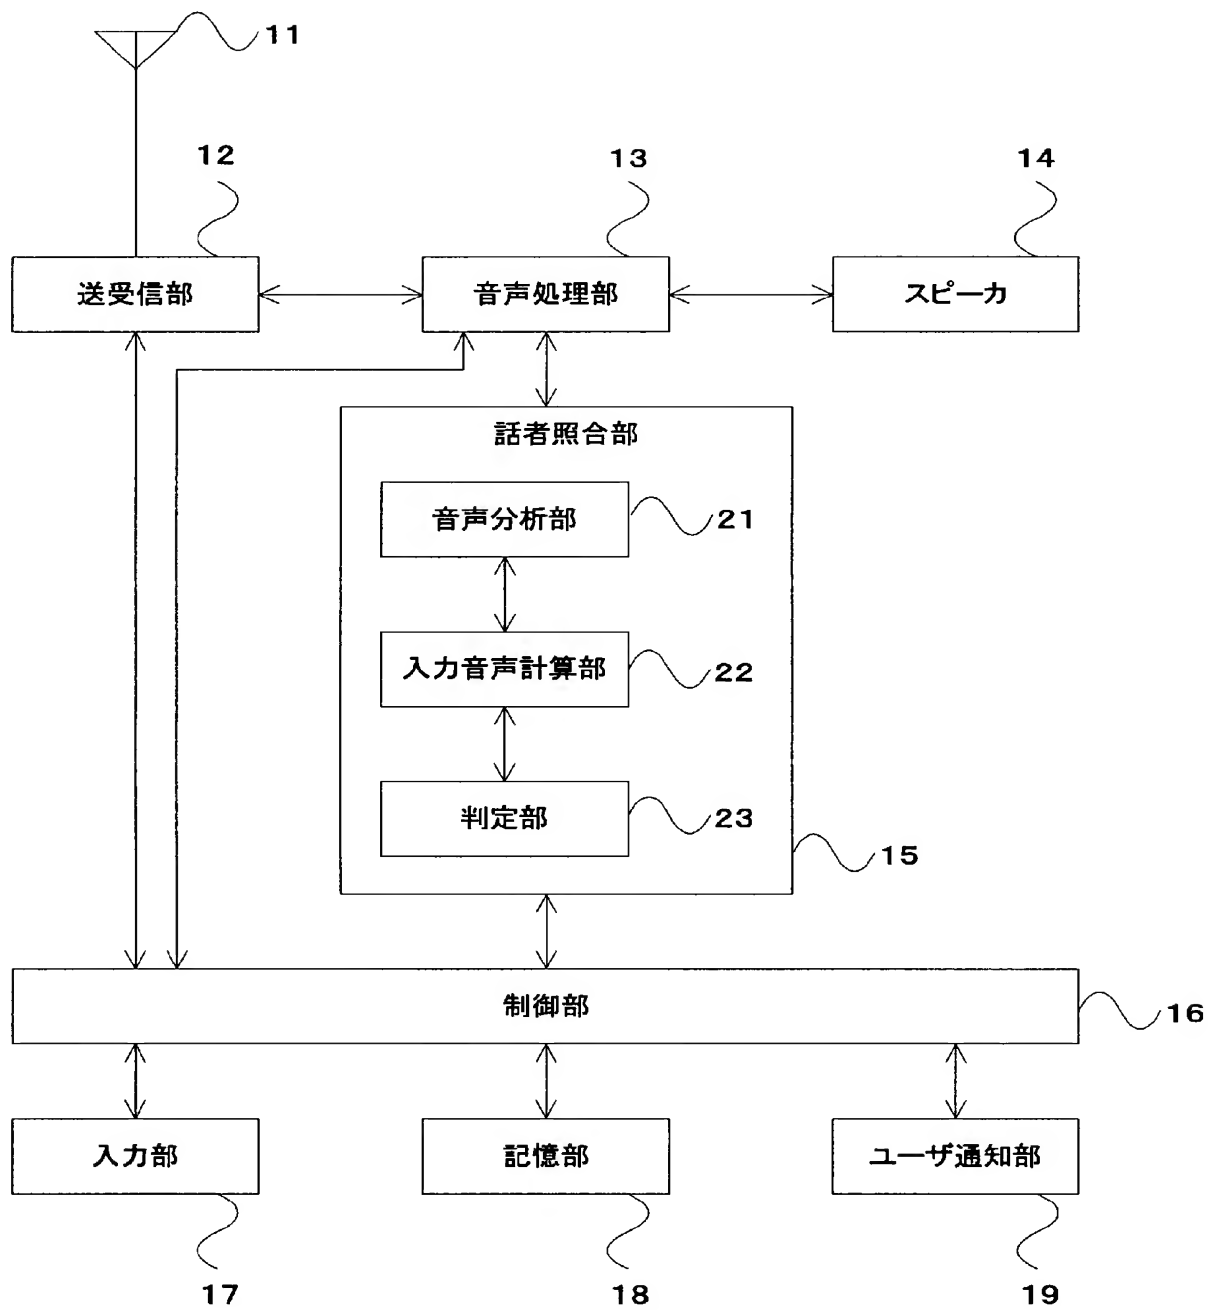 11
12
13
14
送受信部
音声処理部
スピーカ
話者照合部
音声分析部
21
入力音声計算部
22
判定部
23
15
制御部
16
入力部
記憶部
ユーザ通知部
17
18
19